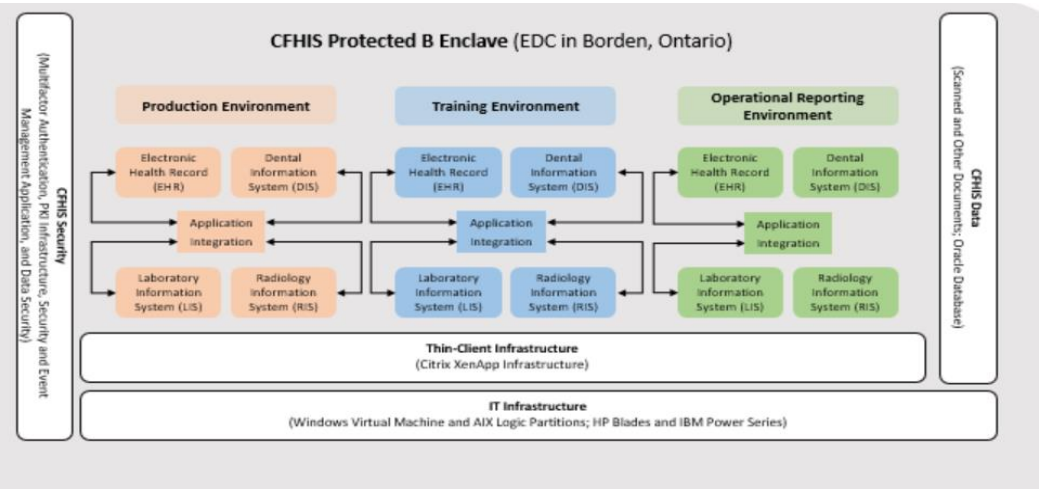 CFHIS Protected B Enclave (EDC in Borden, Ontario)
CFHIS Security
(Multifactor Authentication, PKI Infrastructure, Security and Event
Management Application, and Data Security)
Production Environment
Electronic
Health Record
(EHR)
Dental
Information
System (DIS)
Application
Integration
Laboratory
Information
System (LIS)
Radiology
Information
System (RIS)
Training Environment
Electronic
Health Record
(EHR)
Dental
Information
System (DIS)
Application
Integration
Laboratory
Information
System (LIS)
Radiology
Information
System (RIS)
Operational Reporting
Environment
Electronic
Health Record
(EHR)
Dental
Information
System (DIS)
Application
Integration
Laboratory
Information
System (LIS)
Radiology
Information
System (RIS)
CFHIS Data
(Scanned and Other Documents; Oracle Database)
Thin-Client Infrastructure
(Citrix XenApp Infrastructure)
IT Infrastructure
(Windows Virtual Machine and AIX Logic Partitions; HP Blades and IBM Power Series)